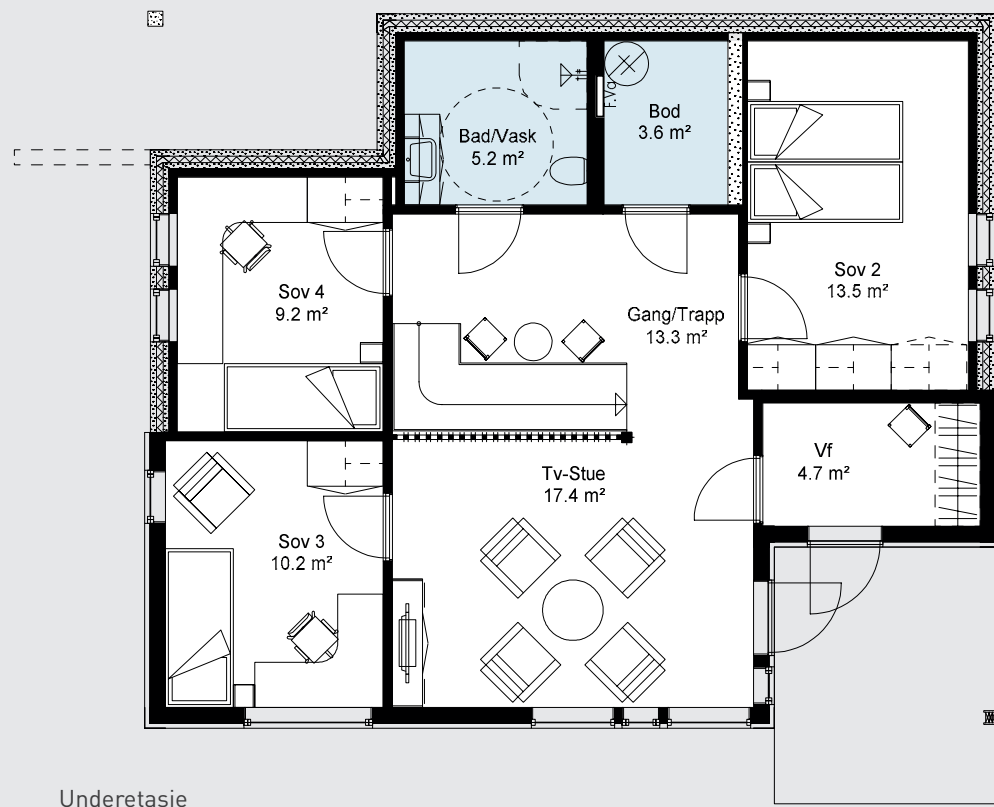 Bad/Vask
5.2 m²
F.Va
Bod
3.6 m²
Sov 2
13.5 m²
Sov 4
9.2 m²
Gang/Trapp
13.3 m²
Vf
4.7 m²
Tv-Stue
17.4 m²
Sov 3
10.2 m²
Underetasie